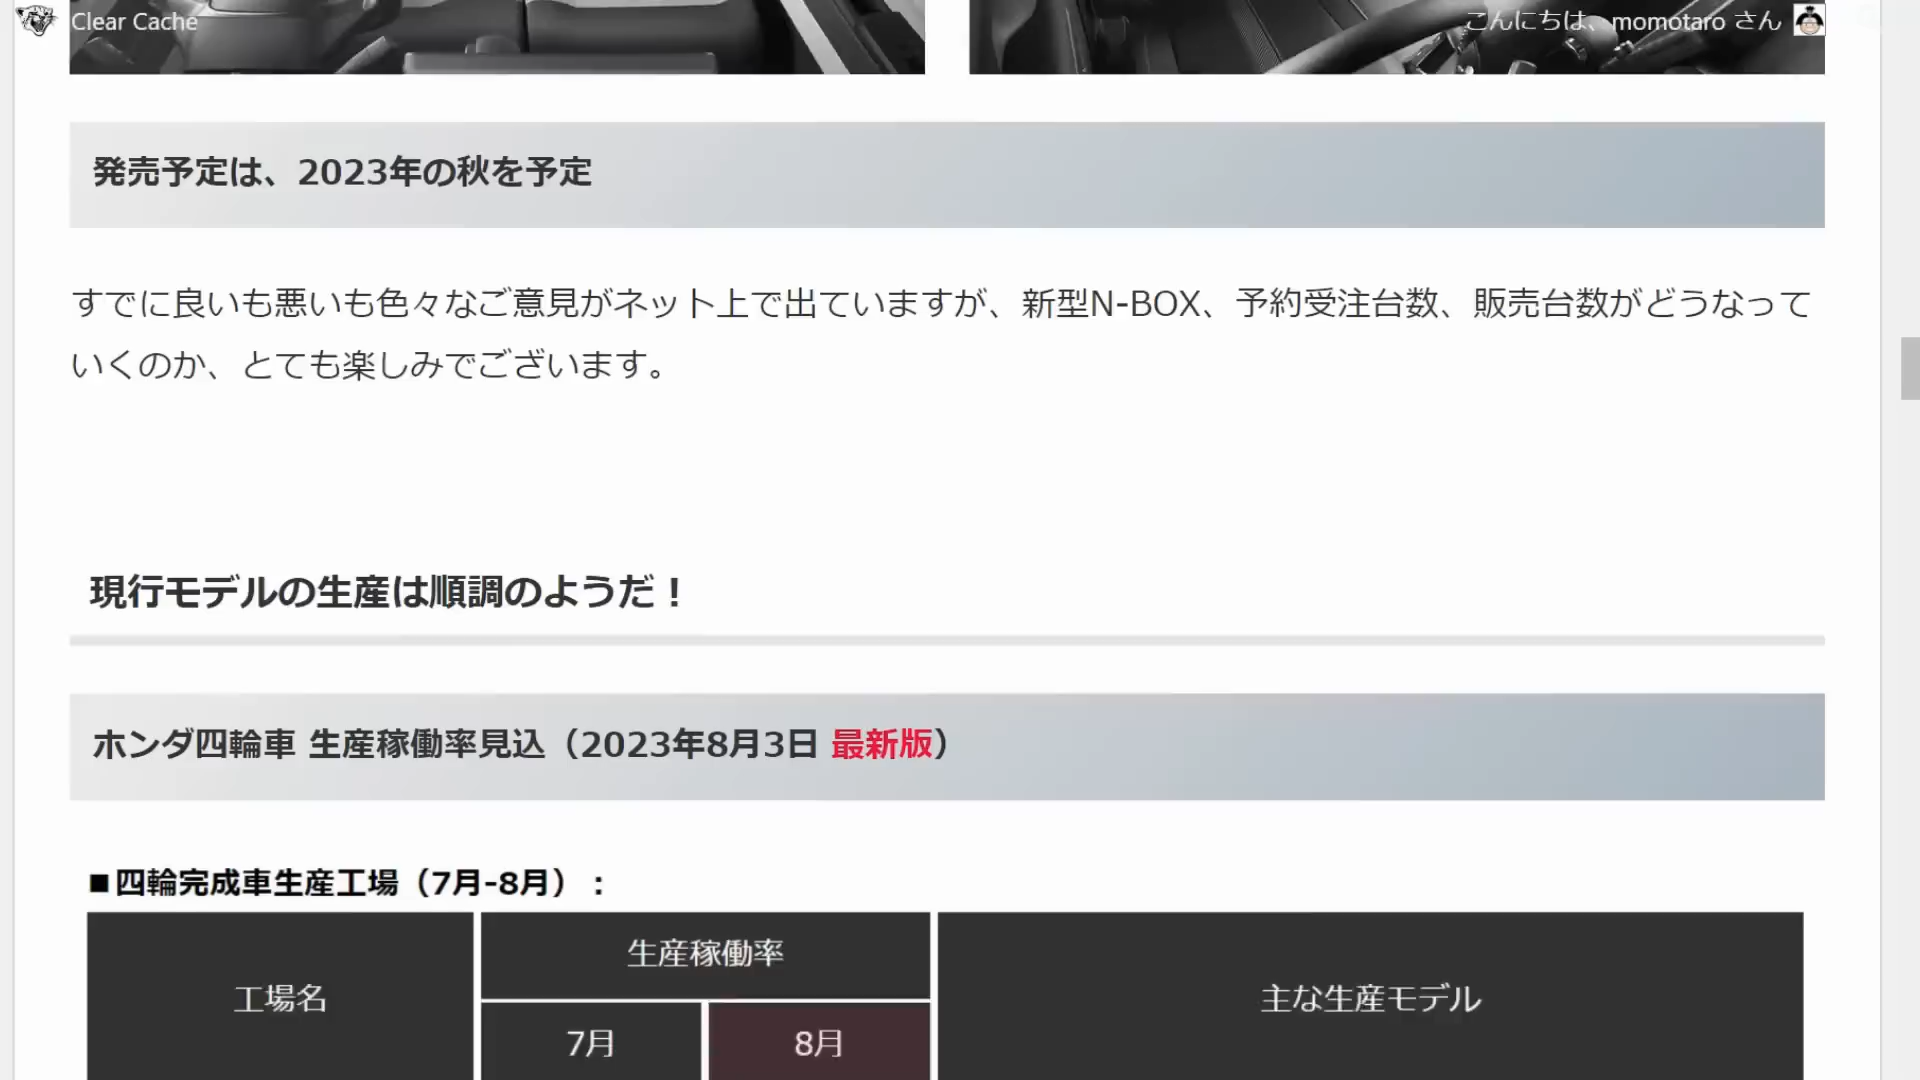 Clear Cache
こんにちは、momotaro さん
発売予定は、2023年の秋を予定
すでに良いも悪いも色々なご意見がネット上で出ていますが、新型N-BOX、予約受注台数、販売台数がどうなって
いくのか、とても楽しみでございます。
現行モデルの生産は順調のようだ！
ホンダ四輪車 生産稼働率見込（2023年8月3日 最新版）
■四輪完成車生産工場（7月-8月）：
工場名
生産稼働率
主な生産モデル
7月
8月